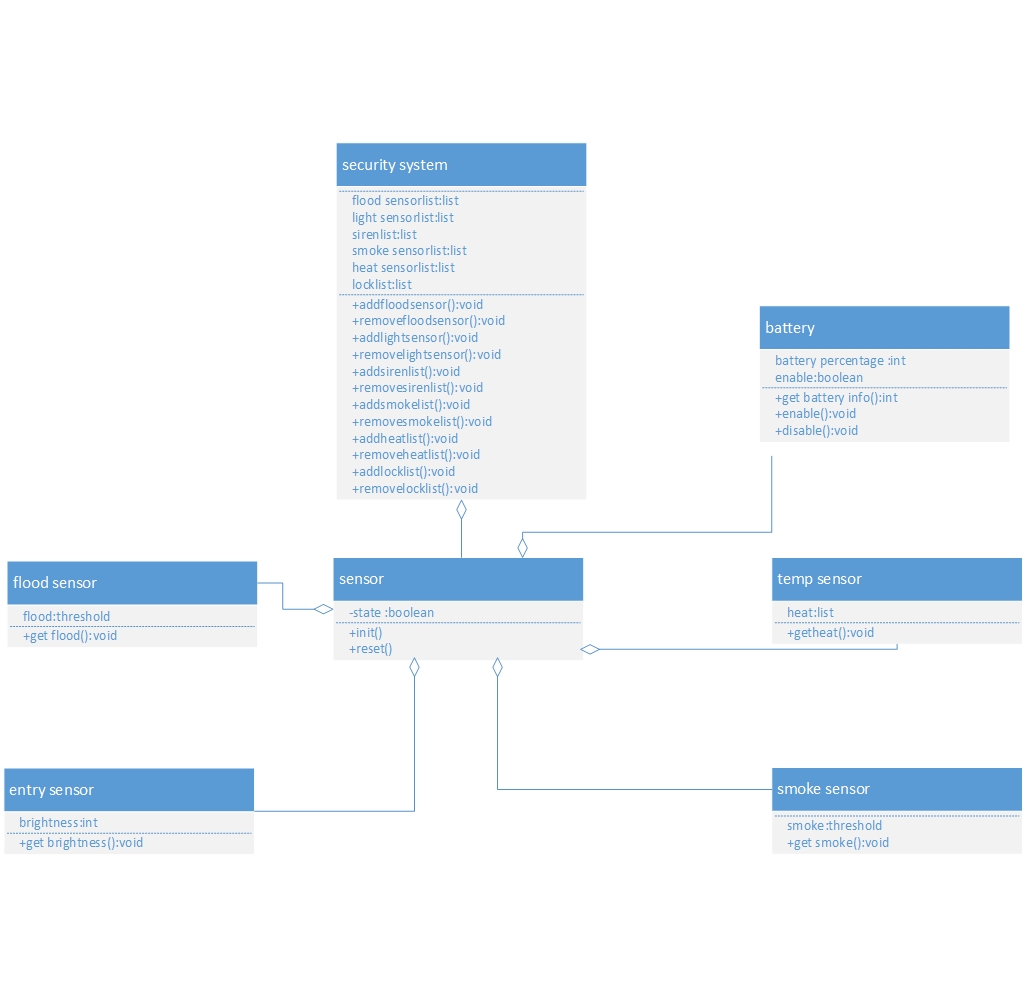 security system
flood sensorlist:list
light sensorlist:list
sirenlist:list
smoke sensorlist:list
heat sensorlist:list
locklist:list
+addfloodsensor():void
+removefloodsensor():void
+addlightsensor():void
+removelightsensor():void
+addsirenlist():void
+removesirenlist():void
+addsmokelist():void
+removesmokelist():void
+addheatlist():void
+removeheatlist():void
+addlocklist():void
+removelocklist():void
battery
battery percentage :int
enable:boolean
+get battery info():int
+enable():void
+disable():void
flood sensor
flood:threshold
+get flood():void
sensor
-state :boolean
+init()
+reset()
temp sensor
heat:list
+getheat():void
entry sensor
brightness:int
+get brightness():void
smoke sensor
smoke:threshold
+get smoke():void